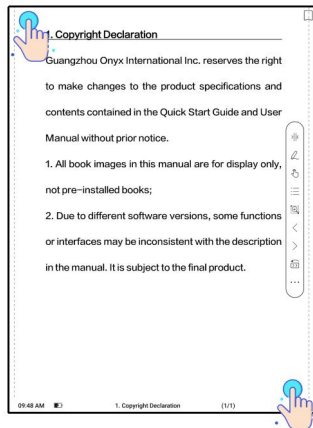 1. Copyright Declaration
Guangzhou Onyx International Inc. reserves the right
to make changes to the product specifications and
contents contained in the Quick Start Guide and User
Manual without prior notice.
1. All book images in this manual are for display only,
not pre-installed books;
2. Due to different software versions, some functions
or interfaces may be inconsistent with the description
in the manual. It is subject to the final product.
09:48 AM 1. Copyright Declaration (1/1)